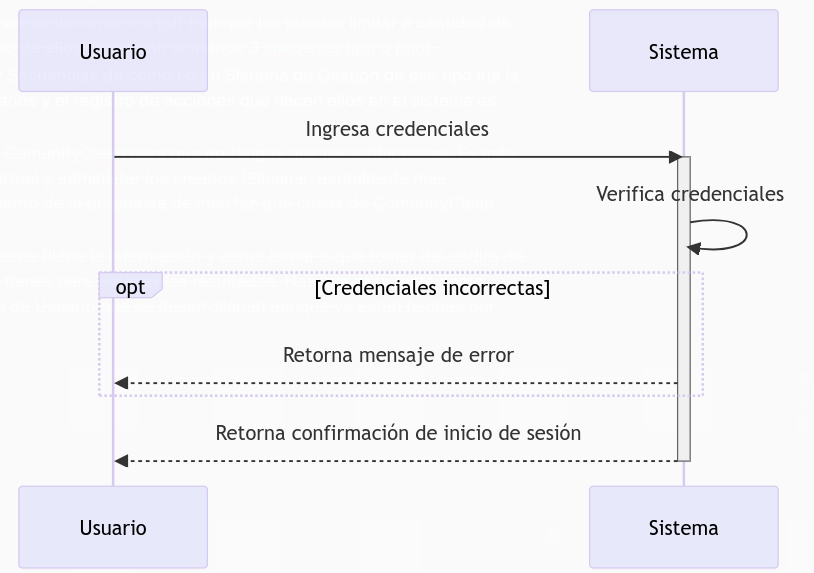 Usuario
Sistema
Ingresa credenciales
Verifica credenciales
opt
[Credenciales incorrectas]
Retorna mensaje de error
Retorna confirmación de inicio de sesión
Usuario
Sistema